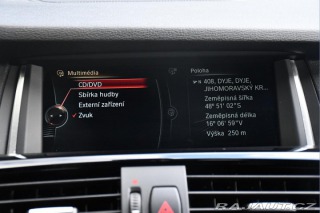 Multimédia
CD/DVD
Sbírka hudby
Externí zařízení
Zvuk
Poloha
408, DYJE, DYJE,
JIHOMORAVSKÝ KR...
Zeměpisná šířka
48° 51' 02" S
Zeměpisná délka
16° 06' 59" V
Výška 250 m